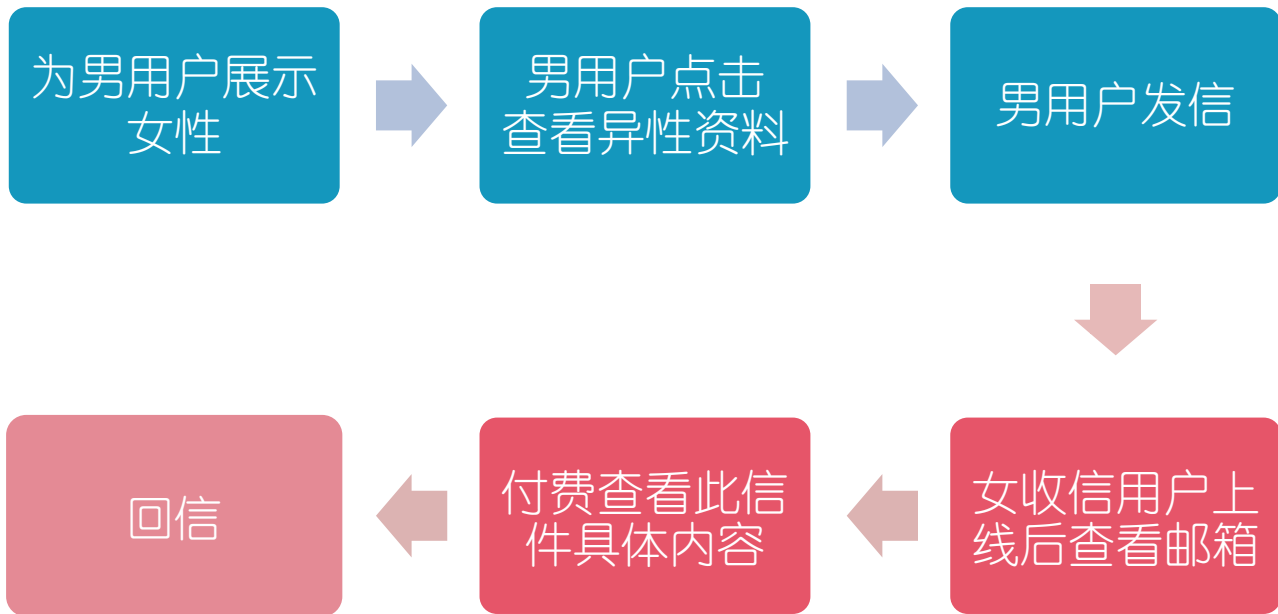 为男用户展示
女性
男用户点击
查看异性资料
男用户发信
女收信用户上
线后查看邮箱
付费查看此信
件具体内容
回信